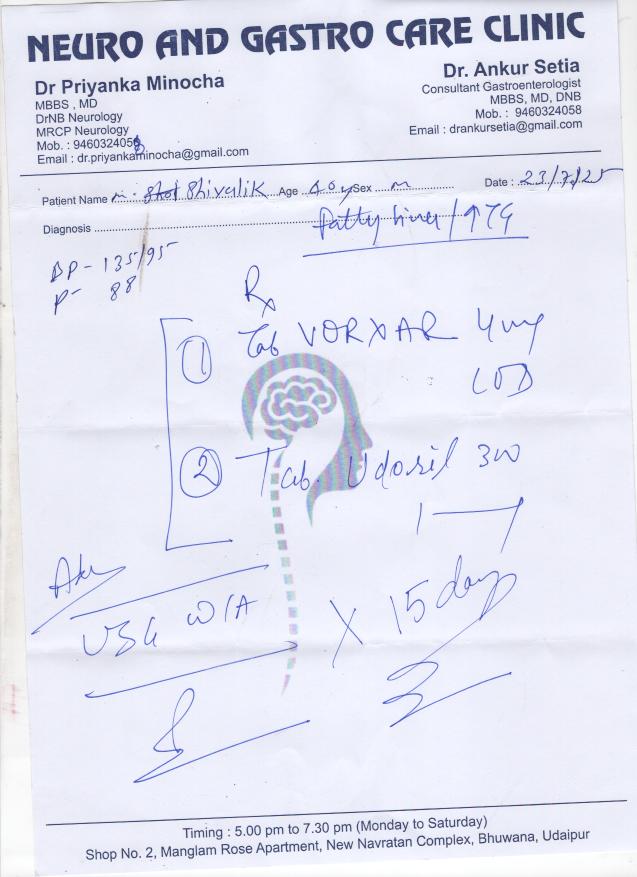 NEURO AND GASTRO CARE CLINIC
Dr Priyanka Minocha
MBBS , MD
DrNB Neurology
MRCP Neurology
Mob. : 9460324058
Email : dr.priyankaminocha@gmail.com
Dr. Ankur Setia
Consultant Gastroenterologist
MBBS, MD, DNB
Mob. : 9460324058
Email : drankursetia@gmail.com
Patient Name M. Shivalik Age 40y Sex M Date : 23/7/25
Diagnosis Fatty liver / ↑TG
BP - 135/95
P- 88
Rx
① Tab VORXAR 4mg
② Tab. Udosil 300
1
USG W/A
X 15 days
Timing : 5.00 pm to 7.30 pm (Monday to Saturday)
Shop No. 2, Manglam Rose Apartment, New Navratan Complex, Bhuwana, Udaipur